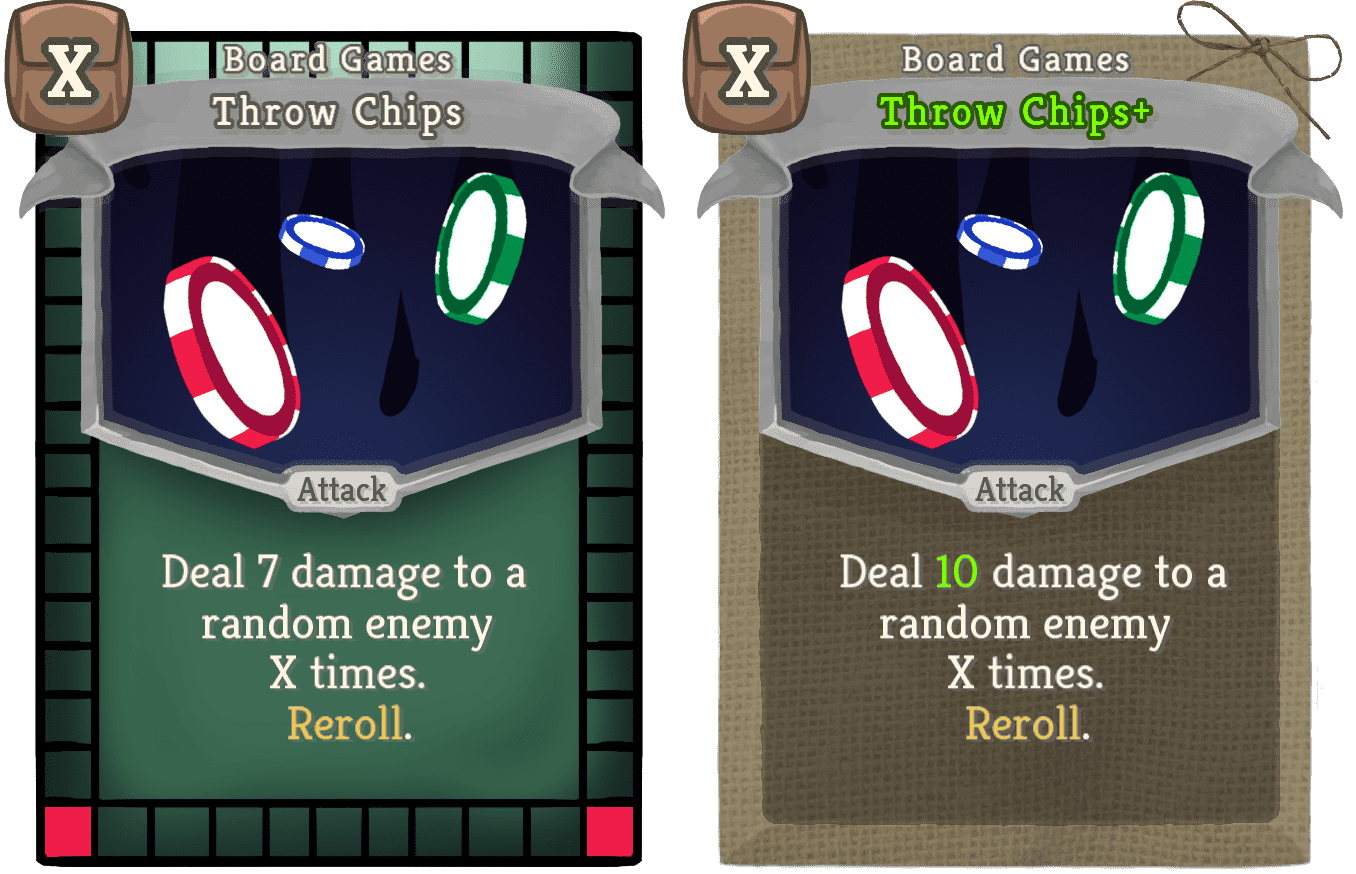 X
Board Games
Throw Chips
Attack
Deal 7 damage to a
random enemy
X times.
Reroll.
X
Board Games
Throw Chips+
Attack
Deal 10 damage to a
random enemy
X times.
Reroll.